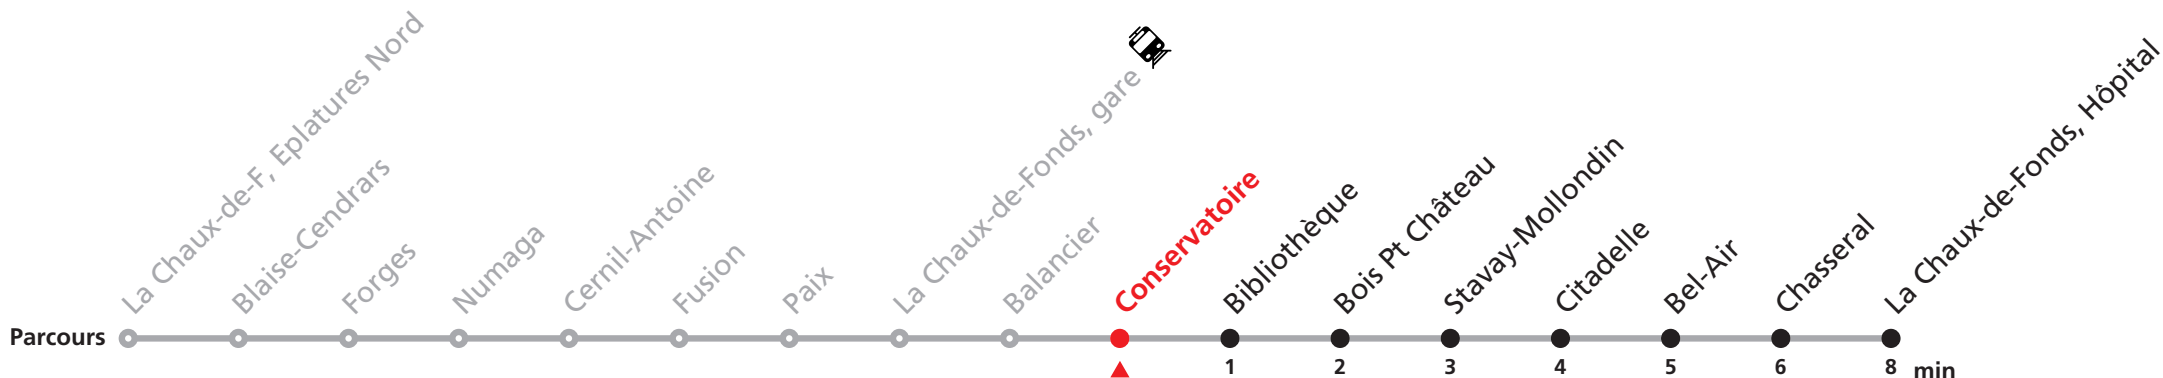 La Chaux-de-F, Eplatures Nord
Blaise-Cendrars
Forges
Numaga
Cernil-Antoine
Fusion
Paix
La Chaux-de-Fonds, gare
Balancier
Conservatoire
Bibliothèque
Bois Pt Château
Stavay-Mollondin
Citadelle
Bel-Air
Chasseral
La Chaux-de-Fonds, Hôpital
Parcours
1 2 3 4 5 6 8 min